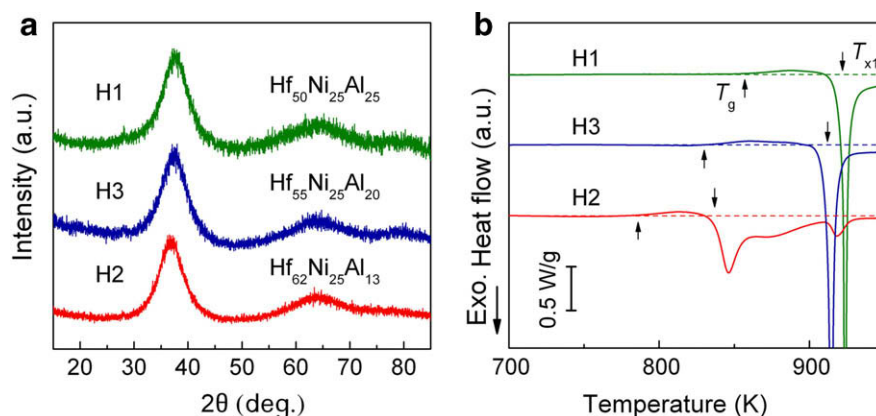 a
Intensity (a.u.)
H1
Hf₅₀Ni₂₅Al₂₅
H3
Hf₅₅Ni₂₅Al₂₀
H2
Hf₆₂Ni₂₅Al₁₃
20 30 40 50 60 70 80
2θ (deg.)
b
Exo. Heat flow (a.u.)
H1
Tx1
Tg
H3
H2
0.5 W/g
700 800 900
Temperature (K)